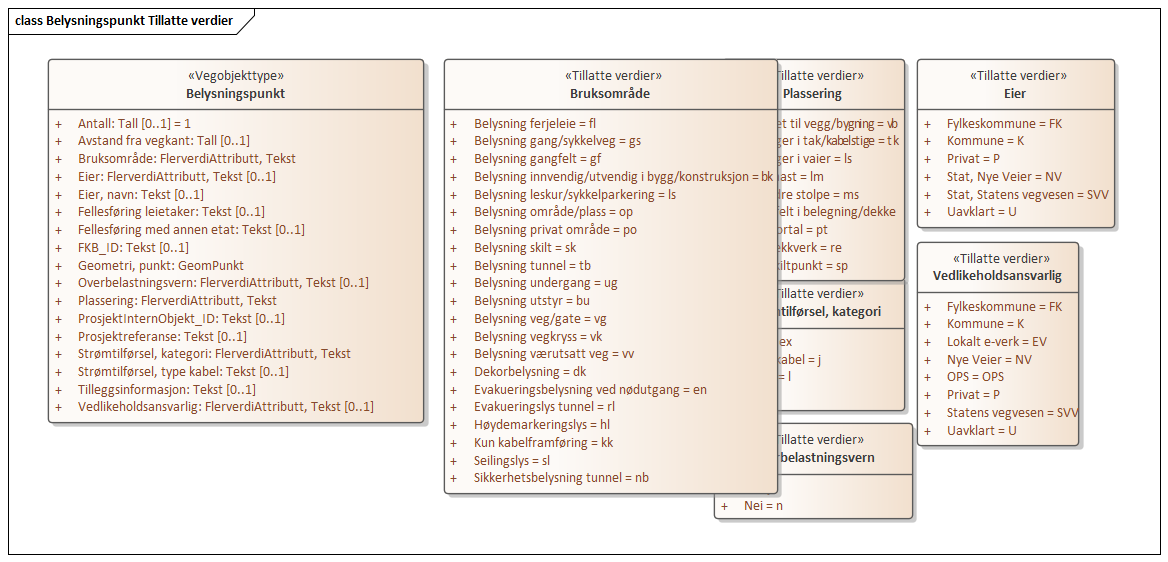 class Belysningspunkt Tillatte verdier
«Vegobjekttype»
Belysningspunkt
+ Antall: Tall [0..1] = 1
+ Avstand fra vegkant: Tall [0..1]
+ Bruksområde: FlerverdiAttributt, Tekst
+ Eier: FlerverdiAttributt, Tekst [0..1]
+ Eier, navn: Tekst [0..1]
+ Fellesføring leietaker: Tekst [0..1]
+ Fellesføring med annen etat: Tekst [0..1]
+ FKB_ID: Tekst [0..1]
+ Geometri, punkt: GeomPunkt
+ Overbelastningsvern: FlerverdiAttributt, Tekst [0..1]
+ Plassering: FlerverdiAttributt, Tekst
+ ProsjektInternObjekt_ID: Tekst [0..1]
+ Prosjektreferanse: Tekst [0..1]
+ Strømtilførsel, kategori: FlerverdiAttributt, Tekst
+ Strømtilførsel, type kabel: Tekst [0..1]
+ Tilleggsinformasjon: Tekst [0..1]
+ Vedlikeholdsansvarlig: FlerverdiAttributt, Tekst [0..1]
«Tillatte verdier»
Bruksområde
+ Belysning ferjeleie = fl
+ Belysning gang/sykkelveg = gs
+ Belysning gangfelt = gf
+ Belysning innvendig/utvendig i bygg/konstruksjon = bk
+ Belysning leskur/sykkelparkering = ls
+ Belysning område/plass = op
+ Belysning privat område = po
+ Belysning skilt = sk
+ Belysning tunnel = tb
+ Belysning undergang = ug
+ Belysning utstyr = bu
+ Belysning veg/gate = vg
+ Belysning vegkryss = vk
+ Belysning værutsatt veg = vv
+ Dekorbelysning = dk
+ Evakueringsbelysning ved nødutgang = en
+ Evakueringslys tunnel = rl
+ Høydemarkeringslys = hl
+ Kun kabelframføring = kk
+ Seilingslys = sl
+ Sikkerhetsbelysning tunnel = nb
illatte verdier»
Plassering
et til vegg/bygning = vb
ger i tak/kabelstige = tk
ger i vaier = ls
ast = lm
dre stolpe = ms
felt i belegning/dekke
ortal = pt
ekkverk = re
kiltpunkt = sp
illatte verdier»
ntilførsel, kategori
ex
kabel = j
= l
illatte verdier»
rbelastningsvern
+ Nei = n
«Tillatte verdier»
Eier
+ Fylkeskommune = FK
+ Kommune = K
+ Privat = P
+ Stat, Nye Veier = NV
+ Stat, Statens vegvesen = SVV
+ Uavklart = U
«Tillatte verdier»
Vedlikeholdsansvarlig
+ Fylkeskommune = FK
+ Kommune = K
+ Lokalt e-verk = EV
+ Nye Veier = NV
+ OPS = OPS
+ Privat = P
+ Statens vegvesen = SVV
+ Uavklart = U